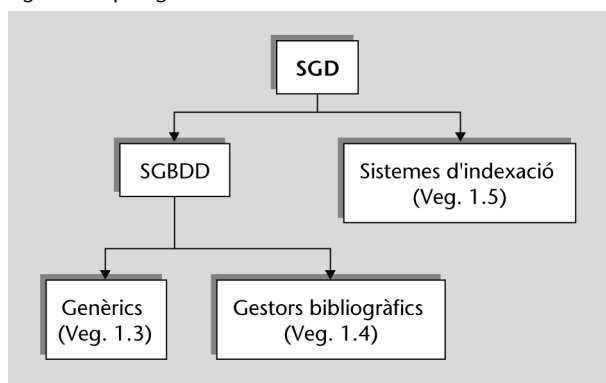 SGD
SGBDD
Sistemes d'indexació
(Veg. 1.5)
Genèrics
(Veg. 1.3)
Gestors bibliogràfics
(Veg. 1.4)